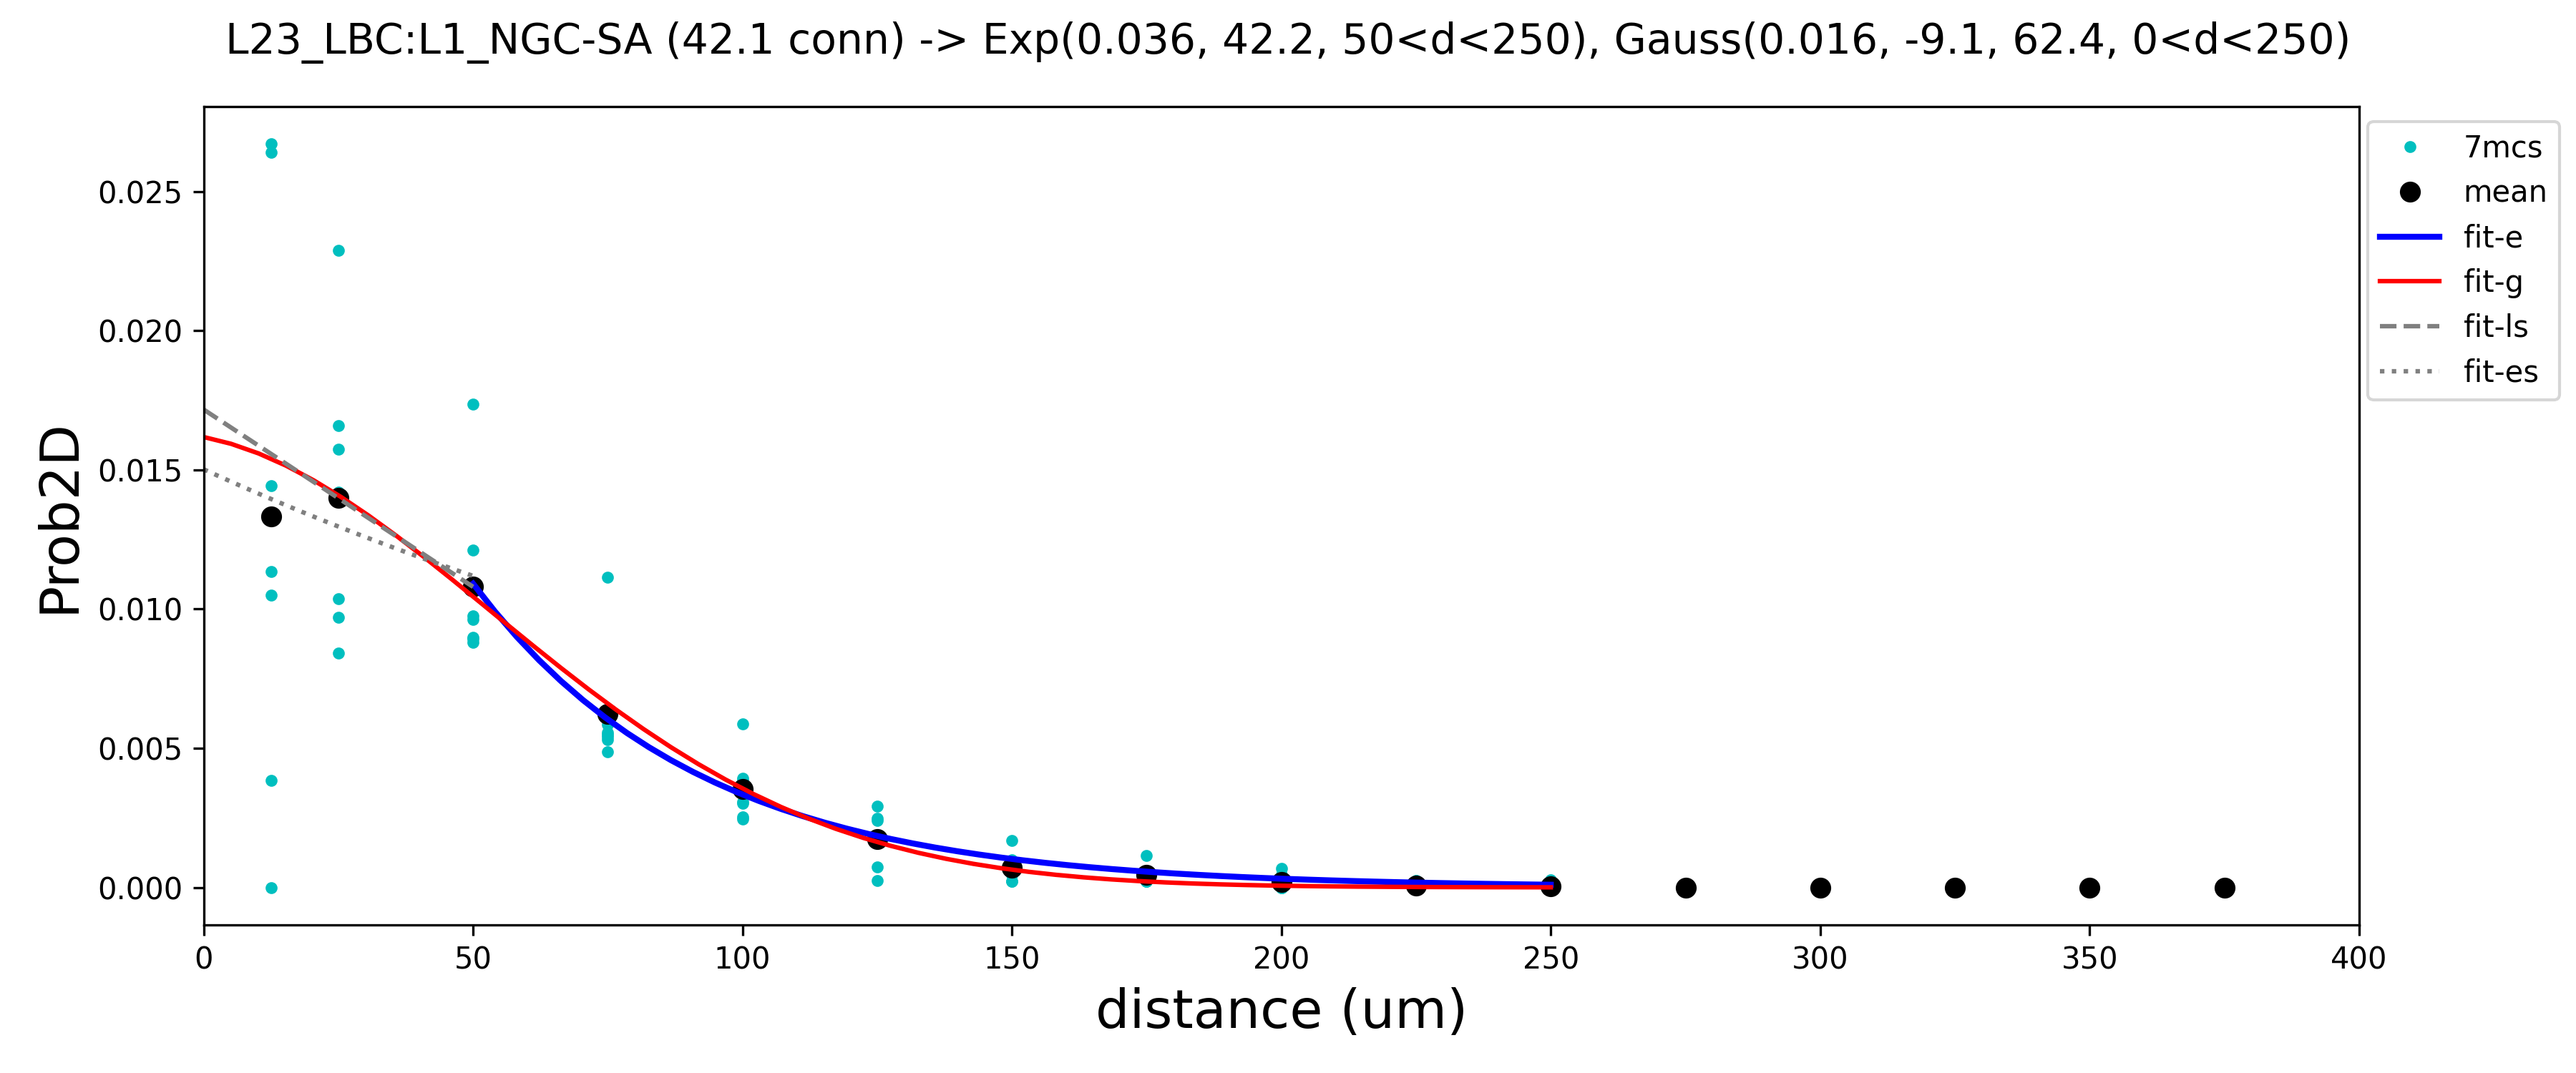 L23_LBC:L1_NGC-SA (42.1 conn) -> Exp(0.036, 42.2, 50<d<250), Gauss(0.016, -9.1, 62.4, 0<d<250)
7mcs
mean
fit-e
fit-g
fit-ls
fit-es
Prob2D
0.025
0.020
0.015
0.010
0.005
0.000
0 50 100 150 200 250 300 350 400
distance (um)